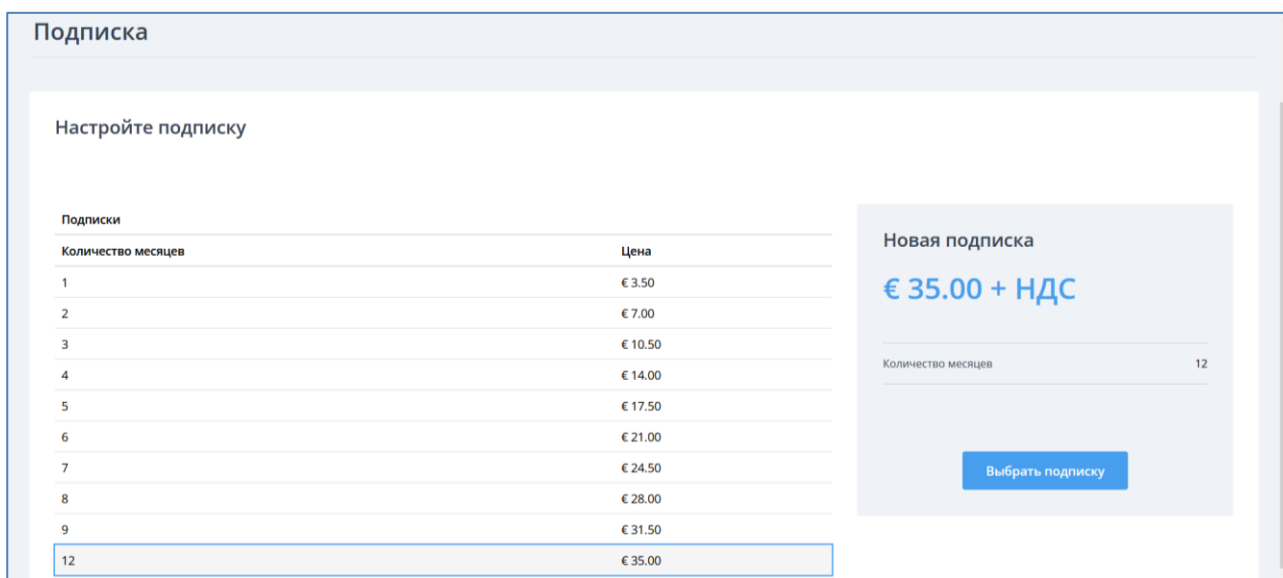 Подписка
Настройте подписку
Подписки
Количество месяцев Цена
1 € 3.50
2 € 7.00
3 € 10.50
4 € 14.00
5 € 17.50
6 € 21.00
7 € 24.50
8 € 28.00
9 € 31.50
12 € 35.00
Новая подписка
€ 35.00 + НДС
Количество месяцев 12
Выбрать подписку